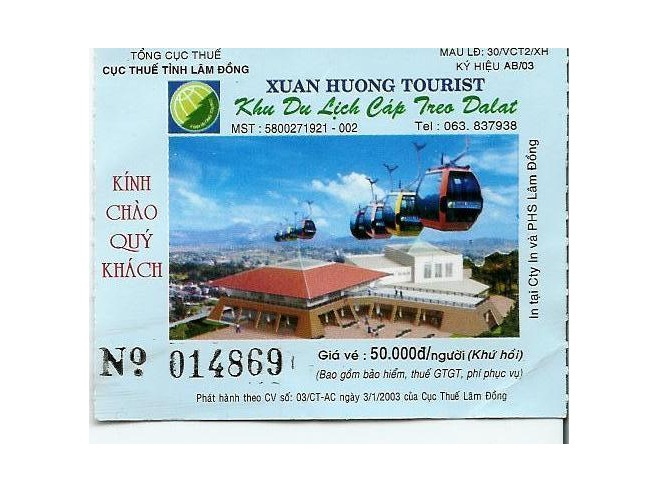 TỔNG CỤC THUẾ
CỤC THUẾ TỈNH LÂM ĐỒNG
MẪU LĐ: 30/VCT2/XH
KÝ HIỆU AB/03
XUAN HUONG TOURIST
Khu Du Lịch Cáp Treo Dalat
MST : 5800271921 - 002
Tel : 063. 837938
KÍNH
CHÀO
QUÝ
KHÁCH
In tại Cty In và PHS Lâm Đồng
Nº 014869
Giá vé : 50.000đ/người (Khứ hồi)
(Bao gồm bảo hiểm, thuế GTGT, phí phục vụ)
Phát hành theo CV số: 03/CT-AC ngày 3/1/2003 của Cục Thuế Lâm Đồng